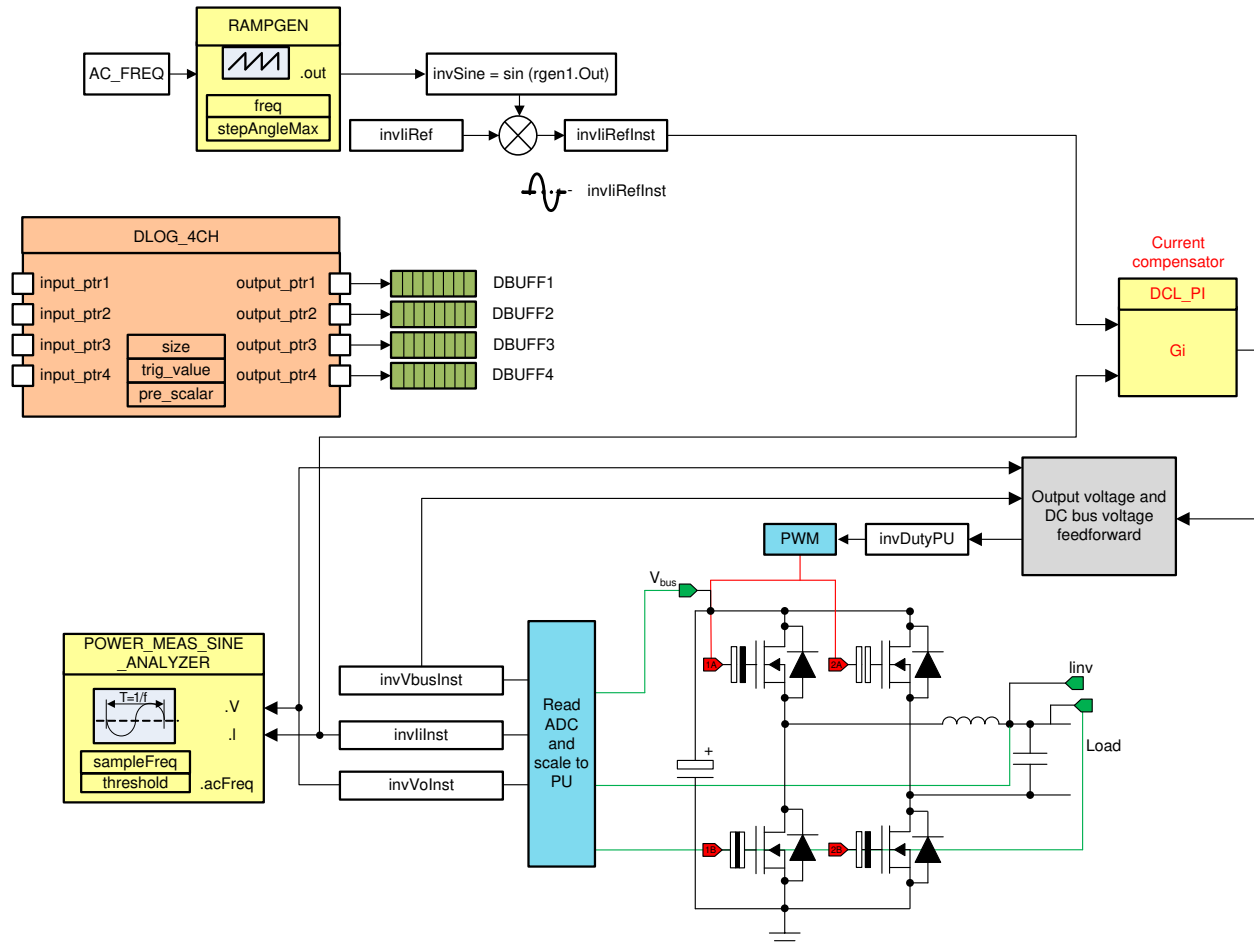 RAMPGEN
.out
freq
stepAngleMax
AC_FREQ
invSine = sin (rgen1.Out)
invIiRef
invIiRefInst
invIiRefInst
DLOG_4CH
input_ptr1
output_ptr1
DBUFF1
input_ptr2
output_ptr2
DBUFF2
input_ptr3
output_ptr3
DBUFF3
input_ptr4
output_ptr4
DBUFF4
size
trig_value
pre_scalar
Current
compensator
DCL_PI
Gi
Output voltage and
DC bus voltage
feedforward
PWM
invDutyPU
Vbus
POWER_MEAS_SINE
_ANALYZER
T=1/f
.V
.I
sampleFreq
threshold
.acFreq
invVbusInst
invIiInst
invVoInst
Read
ADC
and
scale to
PU
1A
2A
Iinv
Load
+
1B
2B